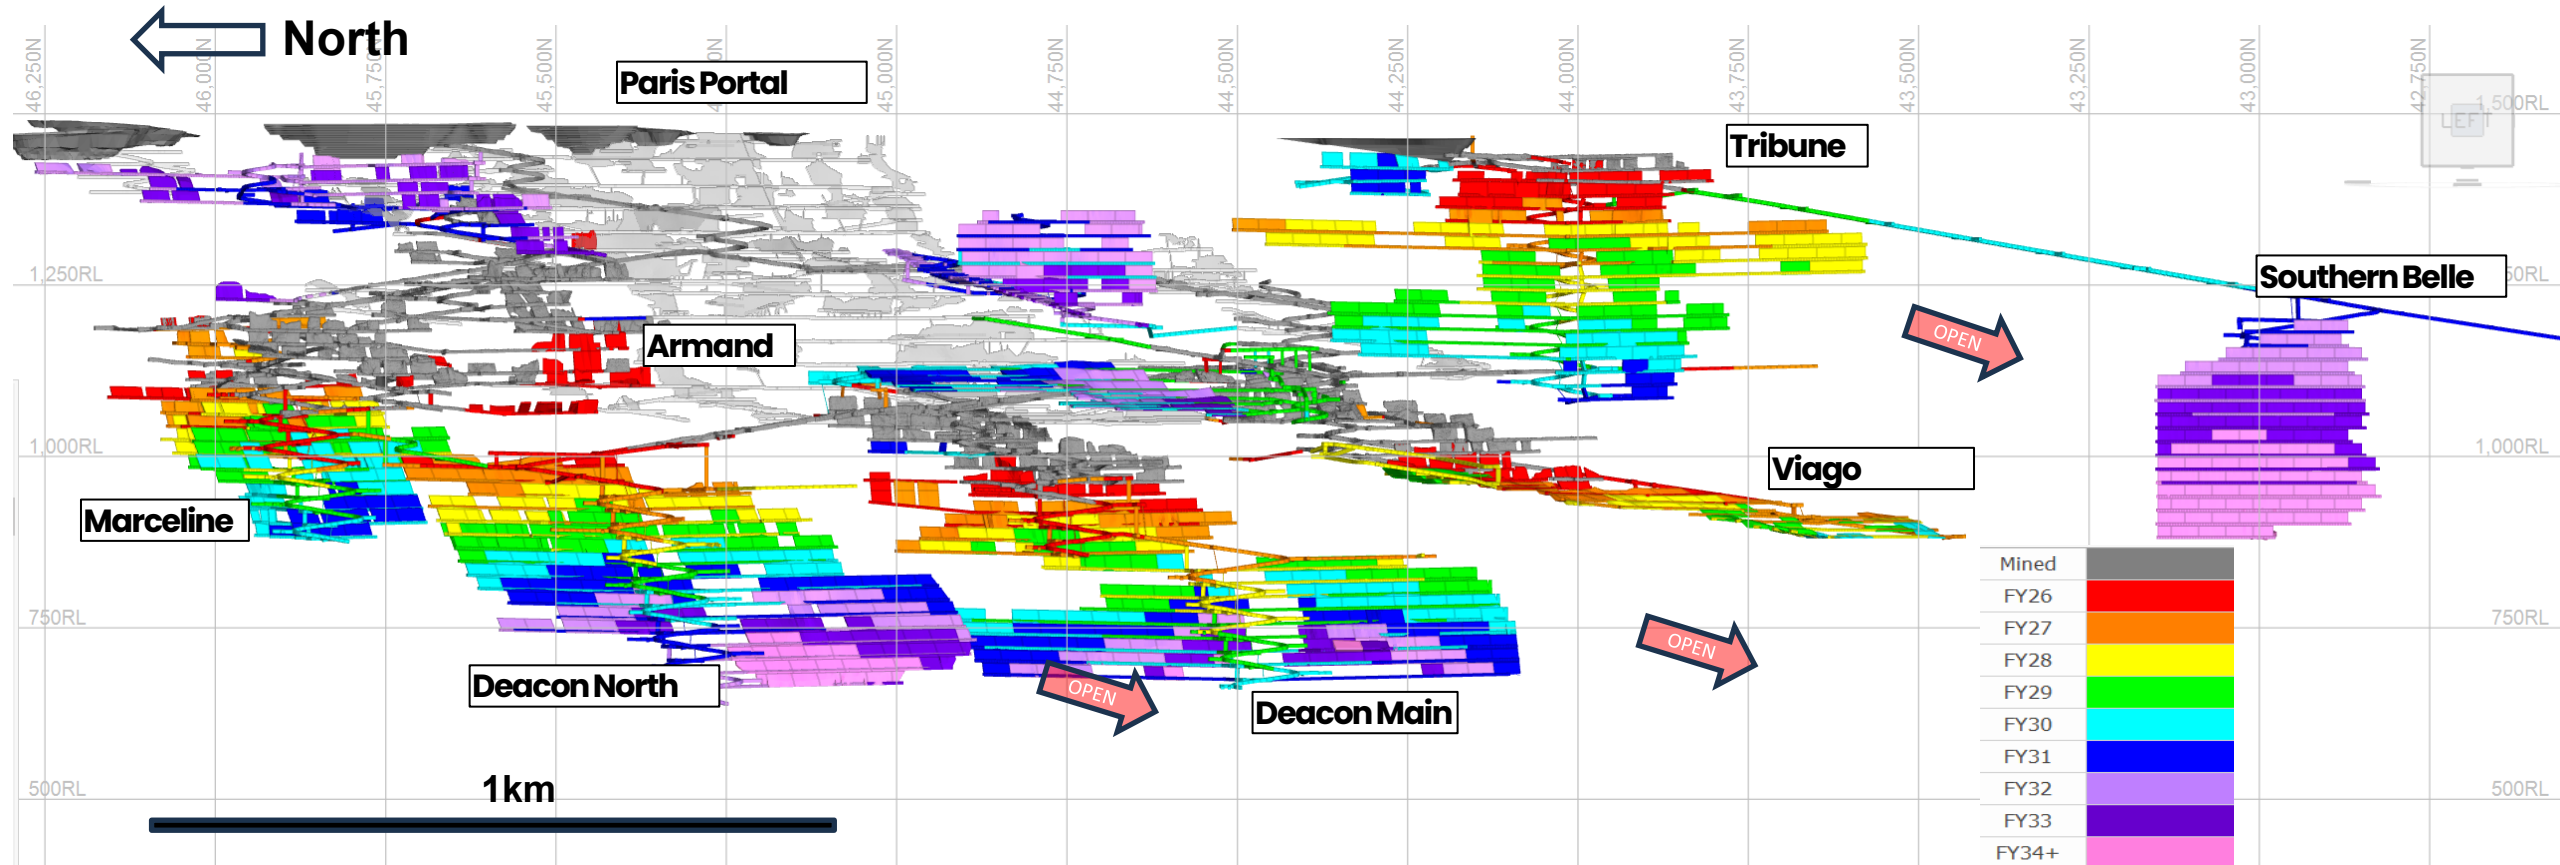 North
46,250N
46,000N
45,750N
45,500N
45,000N
44,750N
44,500N
44,250N
44,000N
43,750N
43,500N
43,250N
43,000N
42,750N
Paris Portal
1,500RL
LEFT
Tribune
1,250RL
Southern Belle
OPEN
Armand
1,000RL
1,000RL
Viago
Marceline
Mined
FY26
750RL
OPEN
FY27
750RL
FY28
Deacon North
OPEN
Deacon Main
FY29
FY30
FY31
1km
500RL
FY32
500RL
FY33
FY34+